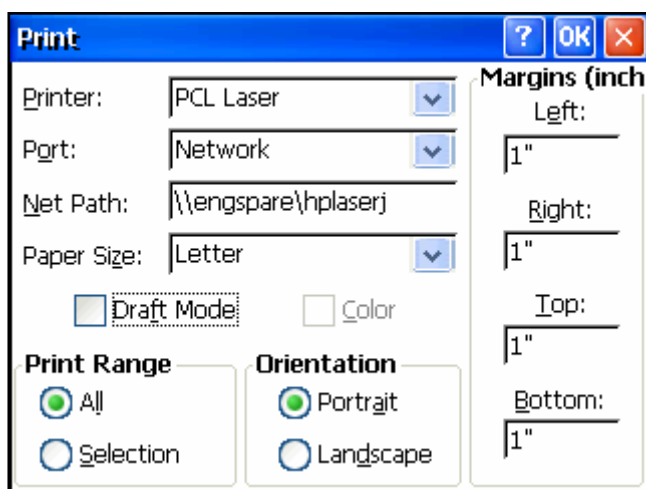 Print ? OK
Printer: PCL Laser
Port: Network
Net Path: \\engspare\hplaserj
Paper Size: Letter
Draft Mode Color
Print Range
All
Selection
Orientation
Portrait
Landscape
Margins (inch
Left:
1"
Right:
1"
Top:
1"
Bottom:
1"